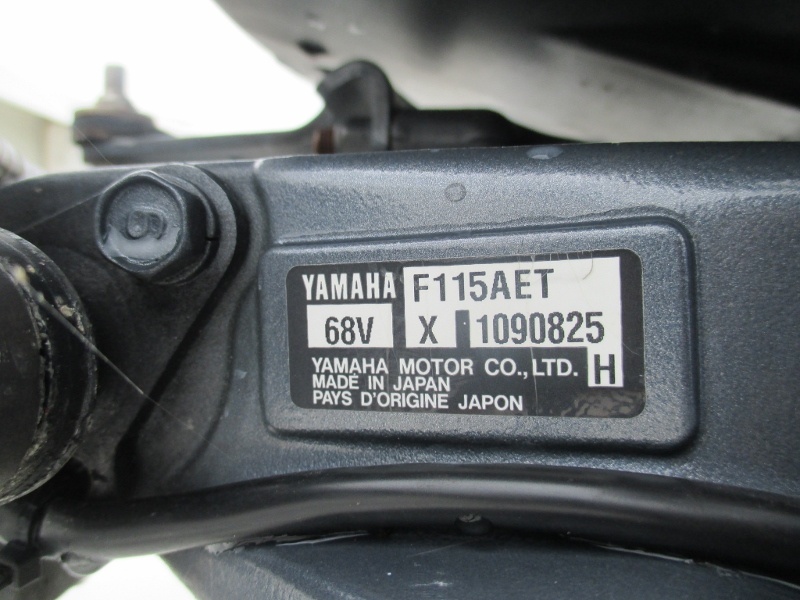 YAMAHA F115AET
68V X 1090825
YAMAHA MOTOR CO.,LTD. H
MADE IN JAPAN
PAYS D'ORIGINE JAPON